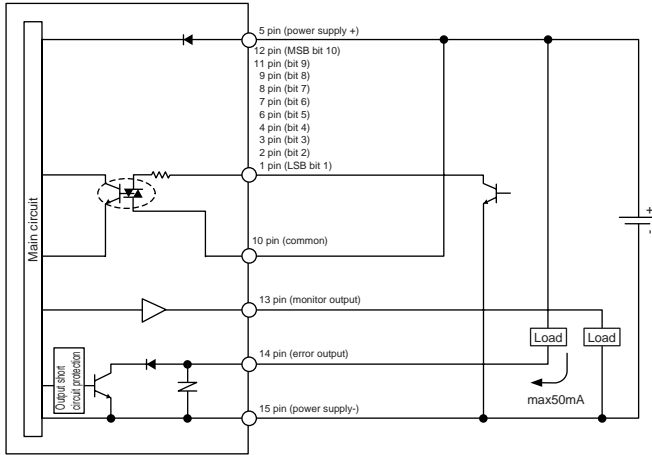 5 pin (power supply +)
12 pin (MSB bit 10)
11 pin (bit 9)
9 pin (bit 8)
8 pin (bit 7)
7 pin (bit 6)
6 pin (bit 5)
4 pin (bit 4)
3 pin (bit 3)
2 pin (bit 2)
1 pin (LSB bit 1)
Main circuit
+
-
10 pin (common)
13 pin (monitor output)
Load
Load
14 pin (error output)
Output short
circuit protection
max50mA
15 pin (power supply-)